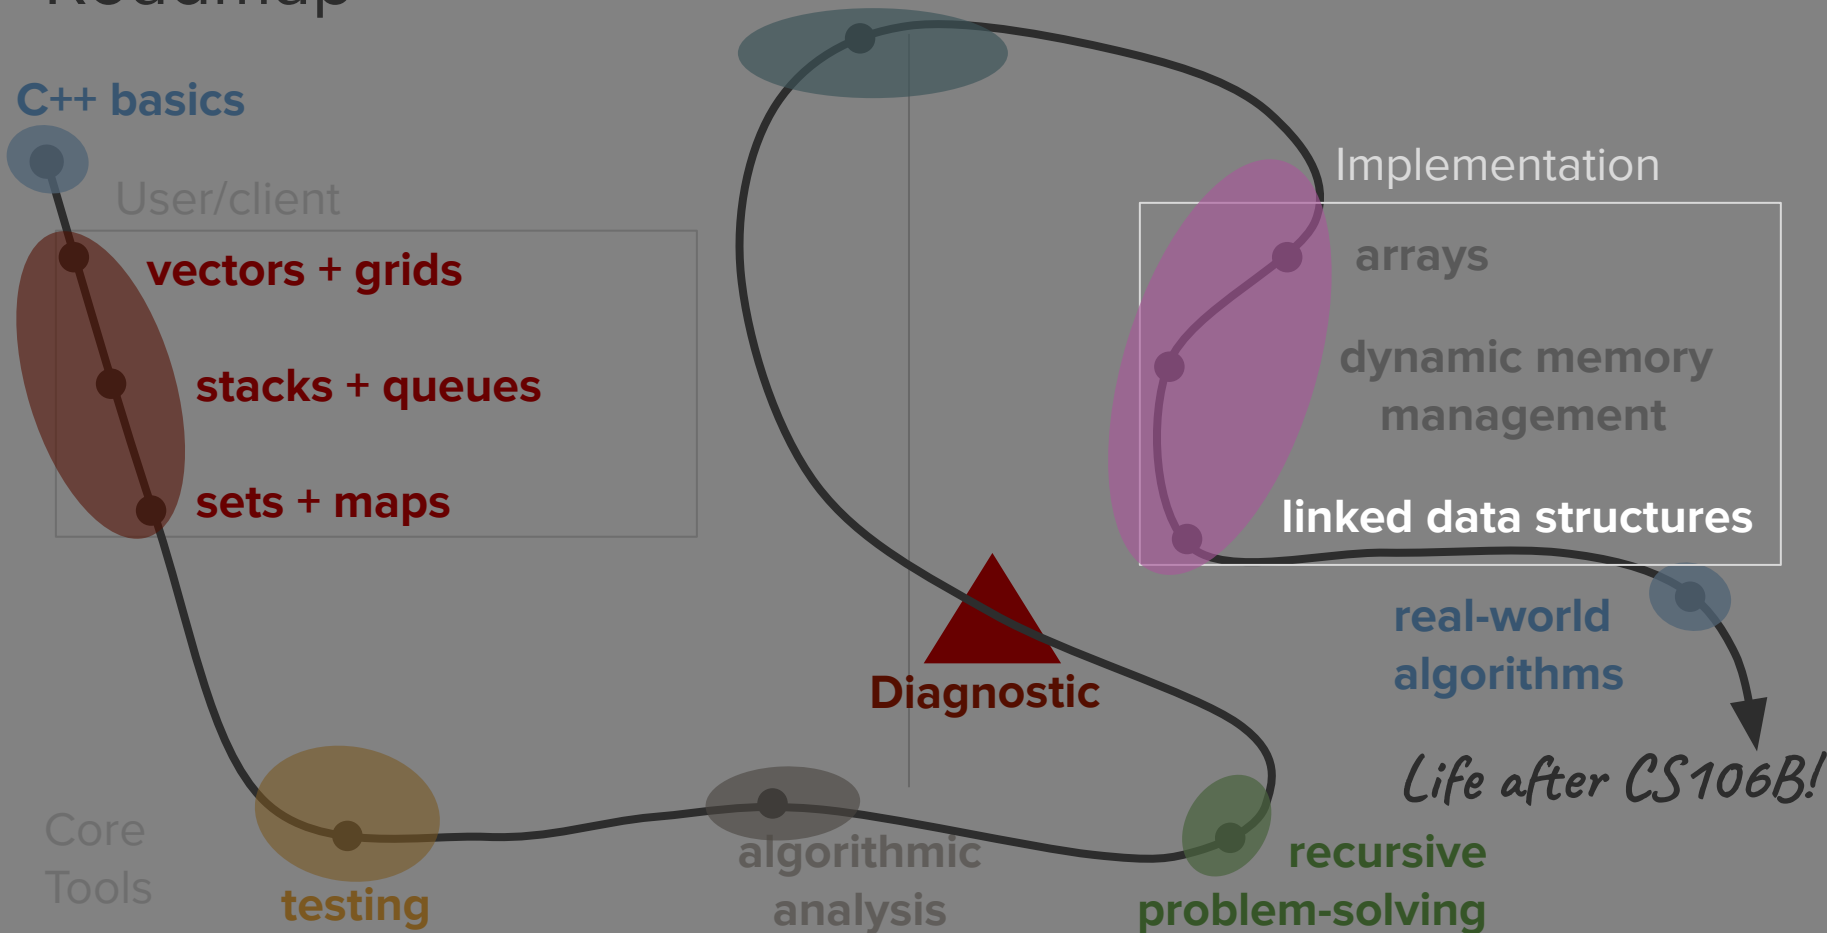 Roadmap
C++ basics
User/client
vectors + grids
stacks + queues
sets + maps
Core
Tools
testing
algorithmic
analysis
recursive
problem-solving
Diagnostic
Implementation
arrays
dynamic memory
management
linked data structures
real-world
algorithms
Life after CS106B!